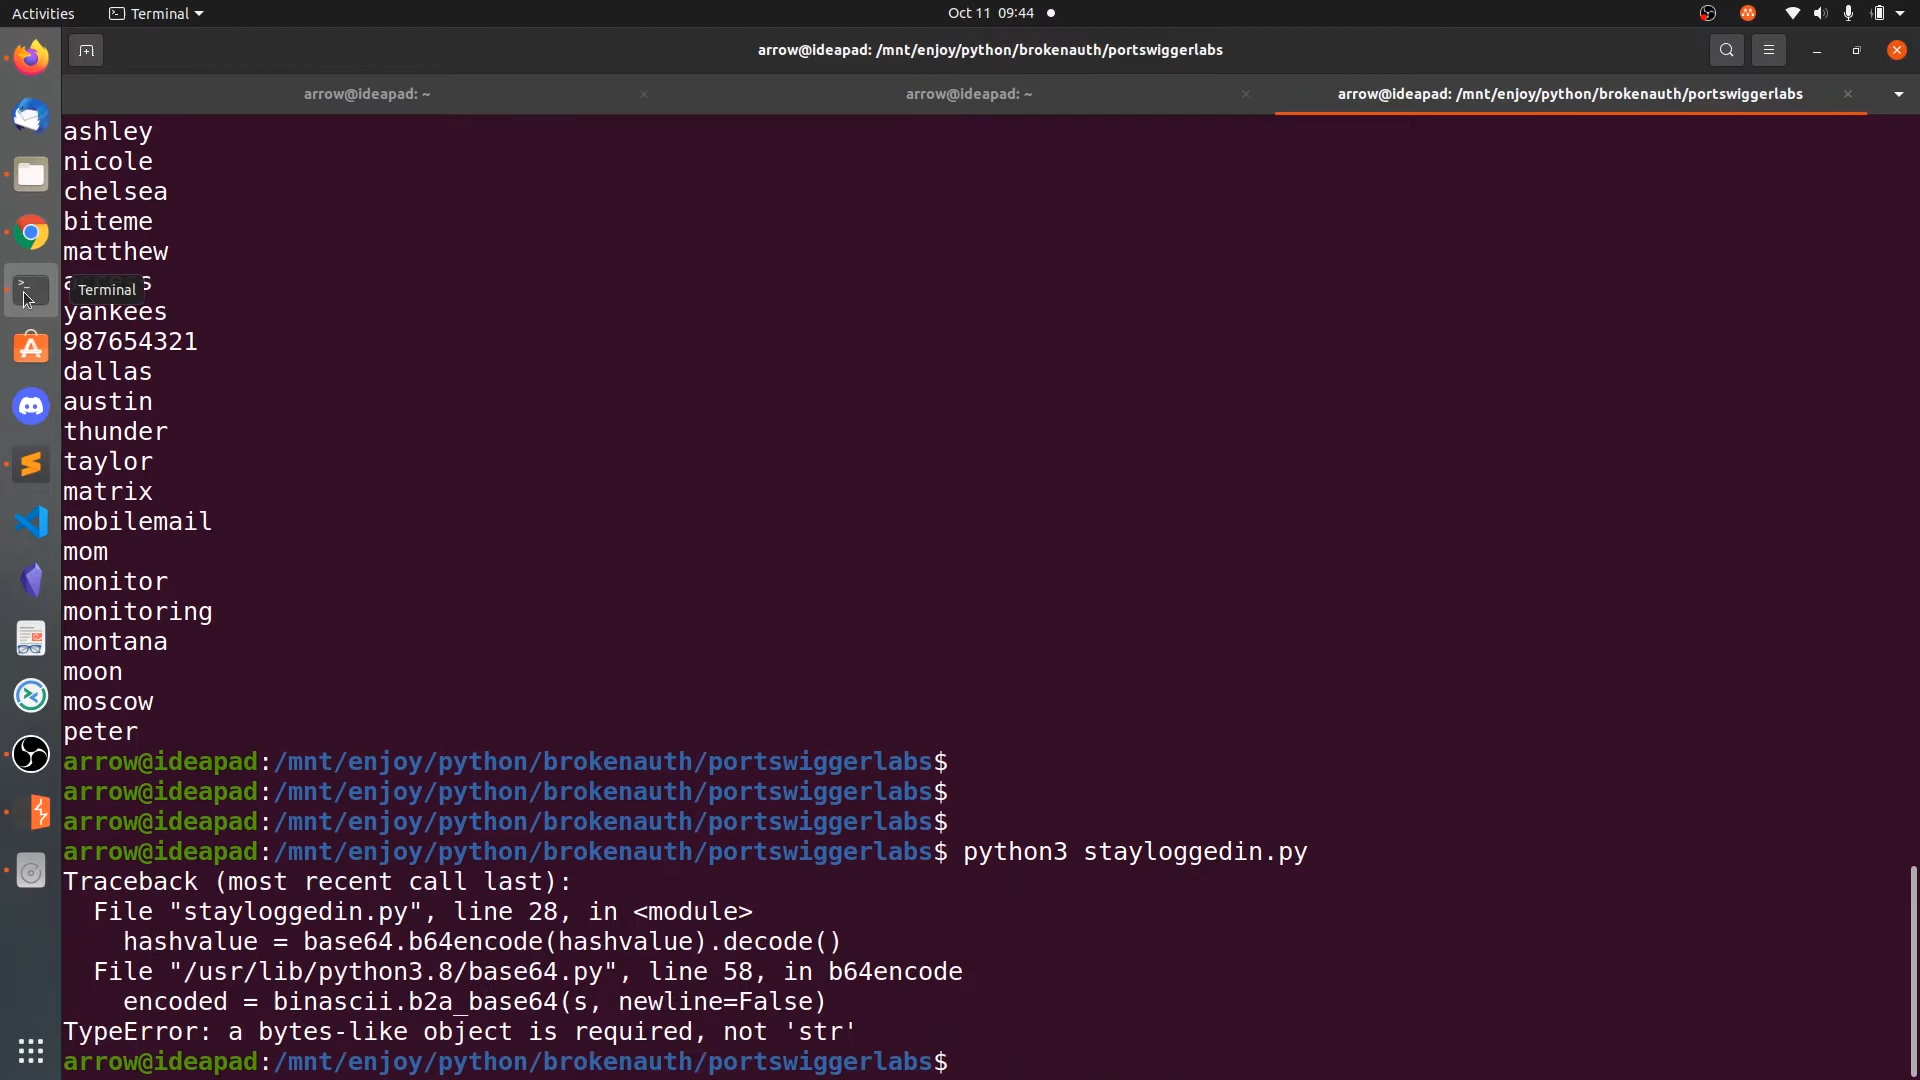 Activities
Terminal
Oct 11 09:44
arrow@ideapad: /mnt/enjoy/python/brokenauth/portswiggerlabs
arrow@ideapad: ~
arrow@ideapad: ~
arrow@ideapad: /mnt/enjoy/python/brokenauth/portswiggerlabs
ashley
nicole
chelsea
biteme
matthew
Terminal
yankees
987654321
dallas
austin
thunder
taylor
matrix
mobilemail
mom
monitor
monitoring
montana
moon
moscow
peter
arrow@ideapad:/mnt/enjoy/python/brokenauth/portswiggerlabs$
arrow@ideapad:/mnt/enjoy/python/brokenauth/portswiggerlabs$
arrow@ideapad:/mnt/enjoy/python/brokenauth/portswiggerlabs$
arrow@ideapad:/mnt/enjoy/python/brokenauth/portswiggerlabs$ python3 stayloggedin.py
Traceback (most recent call last):
  File "stayloggedin.py", line 28, in <module>
    hashvalue = base64.b64encode(hashvalue).decode()
  File "/usr/lib/python3.8/base64.py", line 58, in b64encode
    encoded = binascii.b2a_base64(s, newline=False)
TypeError: a bytes-like object is required, not 'str'
arrow@ideapad:/mnt/enjoy/python/brokenauth/portswiggerlabs$